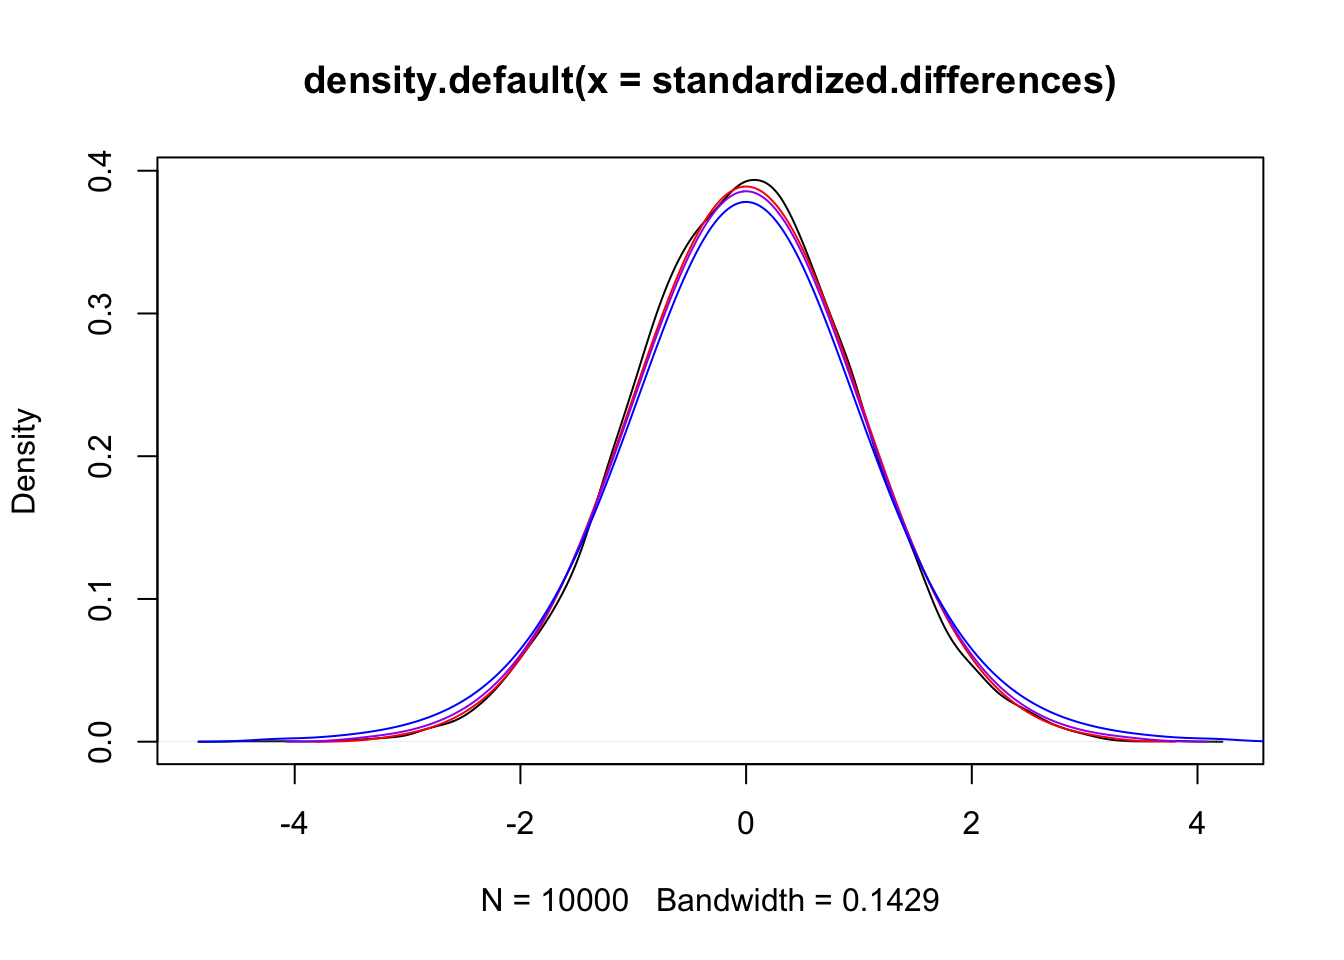 density.default(x = standardized.differences)
0.4
0.3
0.2
0.1
0.0
Density
-4 -2 0 2 4
N = 10000 Bandwidth = 0.1429